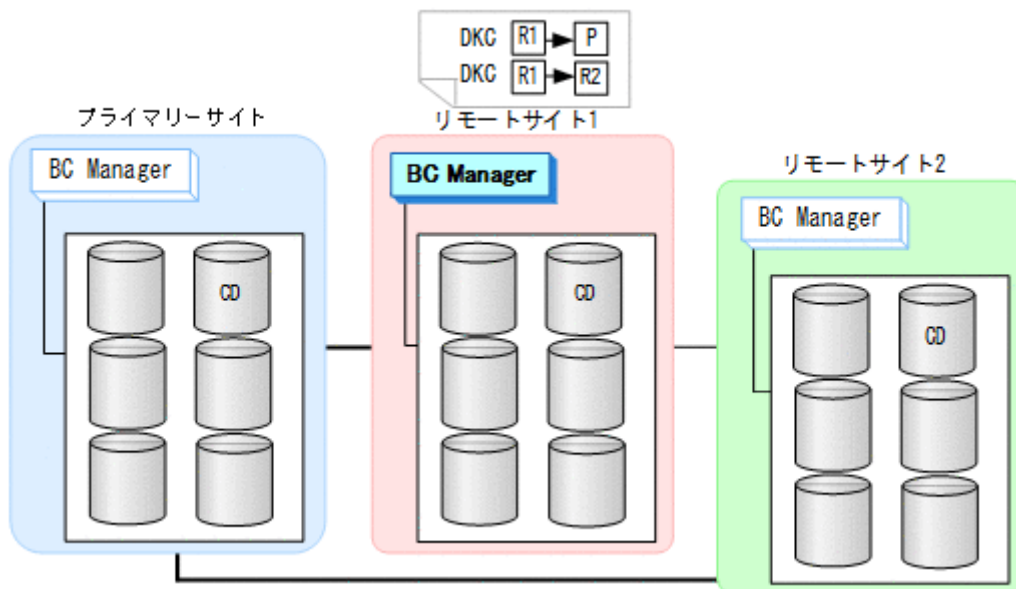 DKC R1 P
DKC R1 R2
プライマリーサイト
リモートサイト1
リモートサイト2
BC Manager
BC Manager
BC Manager
CD
CD
CD